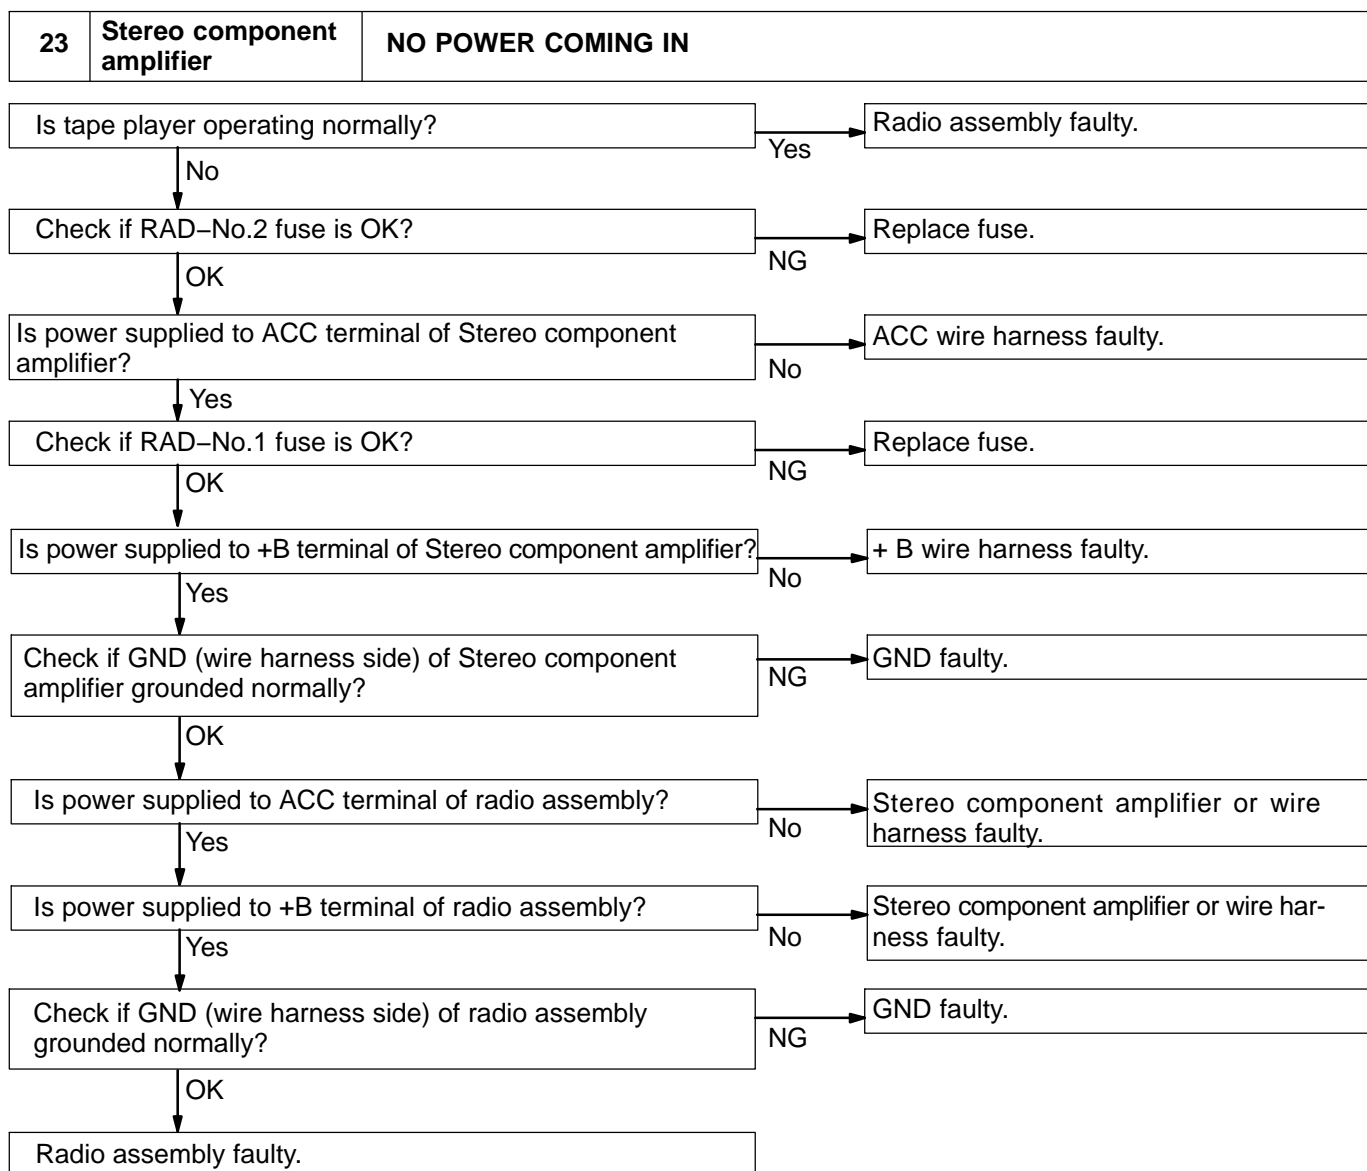 23
Stereo component
amplifier
NO POWER COMING IN
Is tape player operating normally?
Yes
Radio assembly faulty.
No
Check if RAD−No.2 fuse is OK?
NG
Replace fuse.
OK
Is power supplied to ACC terminal of Stereo component
amplifier?
No
ACC wire harness faulty.
Yes
Check if RAD−No.1 fuse is OK?
NG
Replace fuse.
OK
Is power supplied to +B terminal of Stereo component amplifier?
No
+ B wire harness faulty.
Yes
Check if GND (wire harness side) of Stereo component
amplifier grounded normally?
NG
GND faulty.
OK
Is power supplied to ACC terminal of radio assembly?
No
Stereo component amplifier or wire
harness faulty.
Yes
Is power supplied to +B terminal of radio assembly?
No
Stereo component amplifier or wire har-
ness faulty.
Yes
Check if GND (wire harness side) of radio assembly
grounded normally?
NG
GND faulty.
OK
Radio assembly faulty.